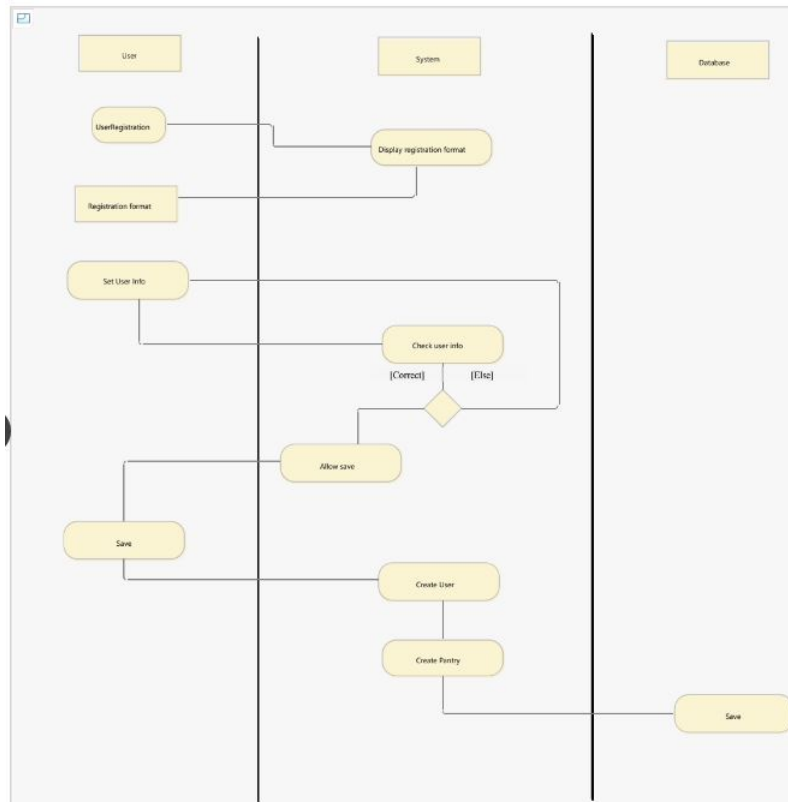 User
System
Database
UserRegistration
Display registration format
Registration format
Set User Info
Check user info
[Correct]
[Else]
Allow save
Save
Create User
Create Pantry
Save